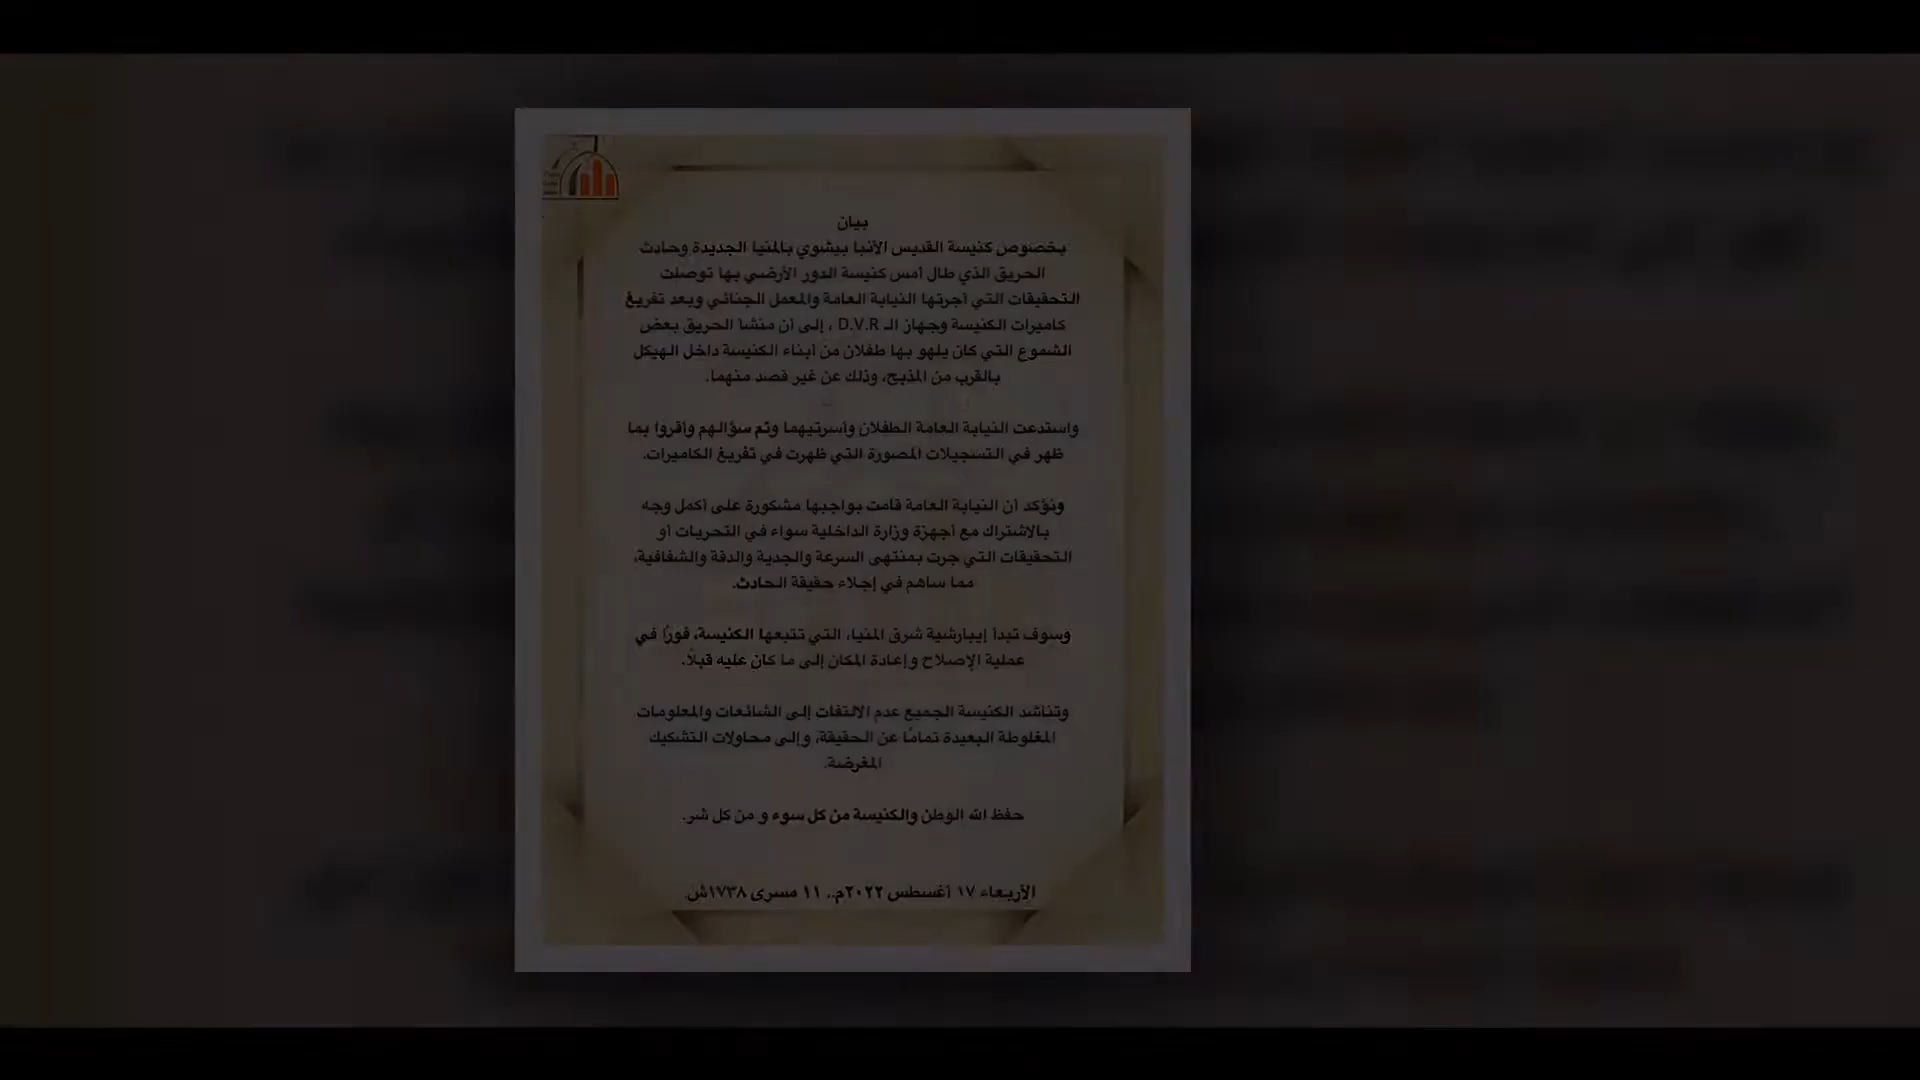 بيان
بخصوص كنيسة القديس الأنبا بيشوي بالمنيا الجديدة وحادث
الحريق الذي طال أمس كنيسة الدور الأرضي بها توصلت
التحقيقات التي أجرتها النيابة العامة والمعمل الجنائي وبعد تفريغ
كاميرات الكنيسة وجهاز الـ D.V.R ، إلى أن منشأ الحريق بعض
الشموع التي كان يلهو بها طفلان من أبناء الكنيسة داخل الهيكل
بالقرب من المذبح، وذلك عن غير قصد منهما.
واستدعت النيابة العامة الطفلان وأسرتيهما وتم سؤالهم وأقروا بما
ظهر في التسجيلات المصورة التي ظهرت في تفريغ الكاميرات.
ونؤكد أن النيابة العامة قامت بواجبها مشكورة على أكمل وجه
بالاشتراك مع أجهزة وزارة الداخلية سواء في التحريات أو
التحقيقات التي جرت بمنتهى السرعة والجدية والدقة والشفافية،
مما ساهم في إجلاء حقيقة الحادث.
وسوف تبدأ إيبارشية شرق المنيا، التي تتبعها الكنيسة، فورًا في
عملية الإصلاح وإعادة المكان إلى ما كان عليه قبلاً.
وتناشد الكنيسة الجميع عدم الالتفات إلى الشائعات والمعلومات
المغلوطة البعيدة تمامًا عن الحقيقة، وإلى محاولات التشكيك
المغرضة.
حفظ الله الوطن والكنيسة من كل سوء و من كل شر.
الأربعاء ١٧ أغسطس ٢٠٢٢م.. ١١ مسرى ١٧٣٨ش